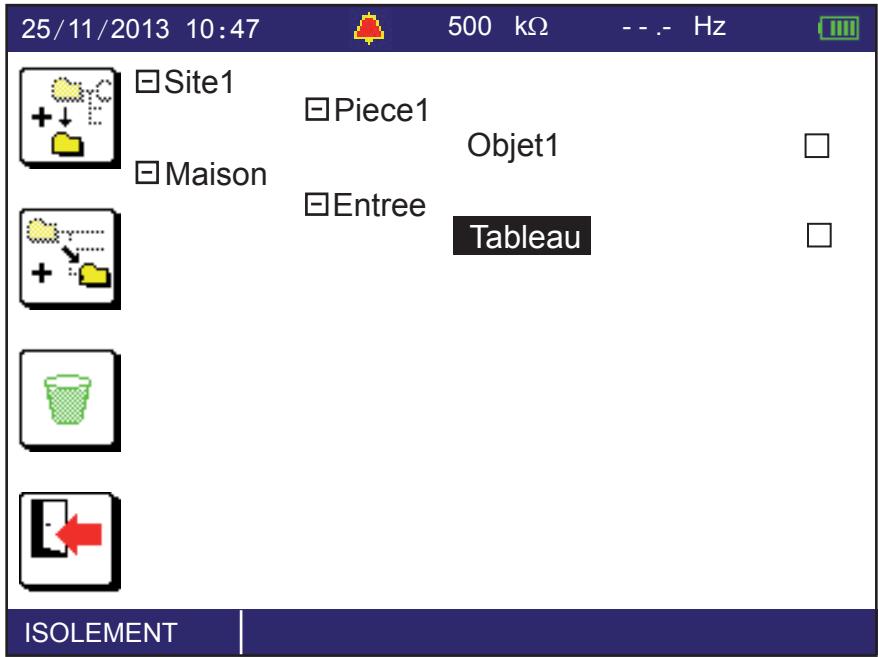 25/11/2013 10:47 500 kΩ - - .- Hz
Site1
Piece1
Objet1
Maison
Entree
Tableau
ISOLEMENT